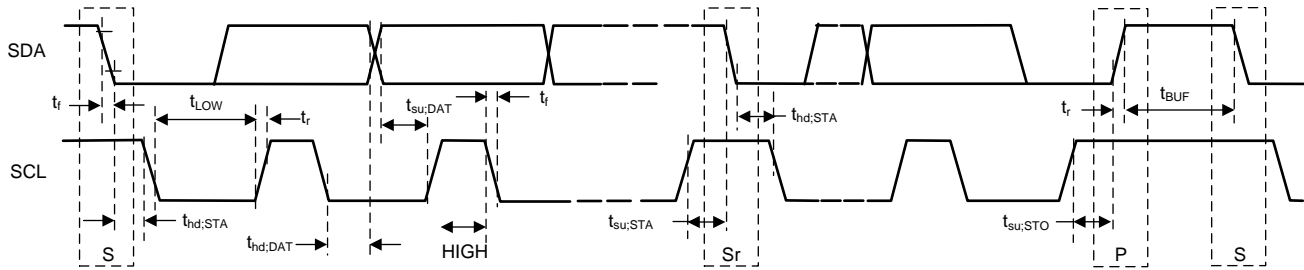 SDA
t_f
t_LOW
t_r
t_su;DAT
t_f
t_hd;STA
t_r
t_BUF
SCL
t_hd;STA
t_hd;DAT
HIGH
t_su;STA
t_su;STO
S
Sr
P
S